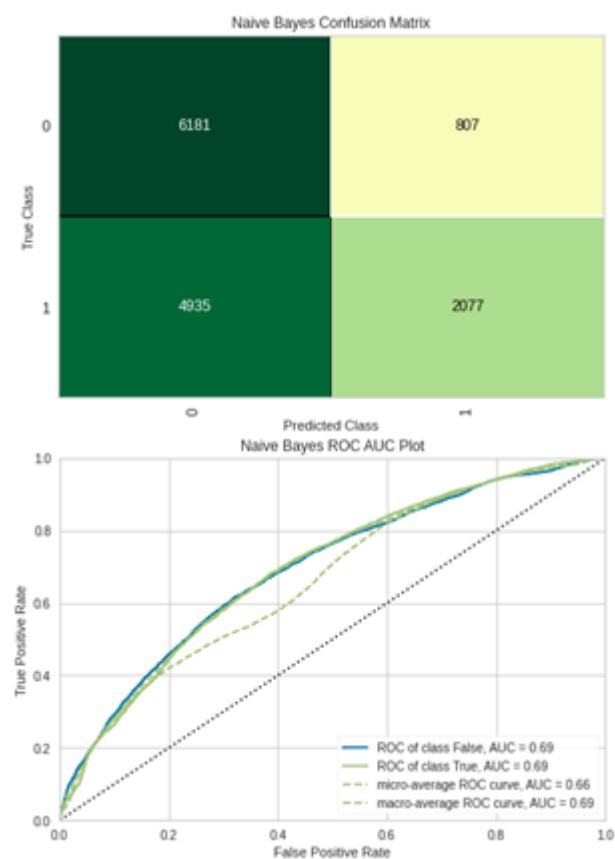 Naive Bayes Confusion Matrix
True Class
0
6181
807
1
4935
2077
0
1
Predicted Class
Naive Bayes ROC AUC Plot
True Positive Rate
1.0
0.8
0.6
0.4
0.2
0.0
ROC of class False, AUC = 0.69
ROC of class True, AUC = 0.69
micro-average ROC curve, AUC = 0.66
macro-average ROC curve, AUC = 0.69
0.0
0.2
0.4
0.6
0.8
1.0
False Positive Rate